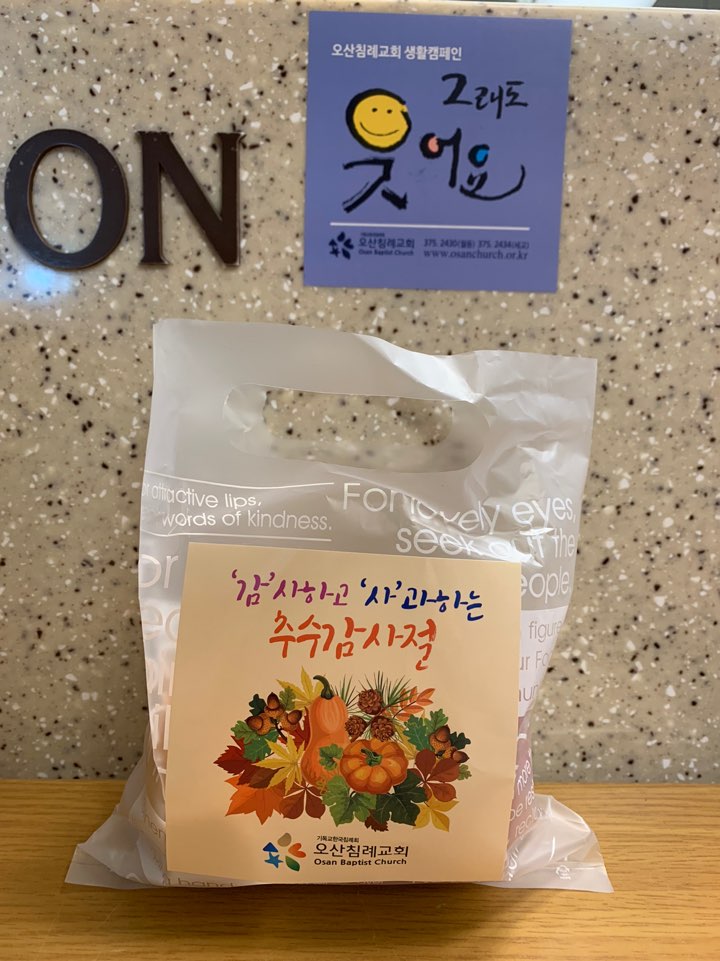 ON
오산침례교회 생활캠페인
그래도
웃어요
오산침례교회
Osan Baptist Church
375. 2430(월동) 375. 2434(세교)
www.osanchurch.or.kr
or attractive lips,
words of kindness.
For lovely eyes,
seek out the
people
figure
'감'사하고 '사'과하는
추수감사절
기독교한국침례회
오산침례교회
Osan Baptist Church